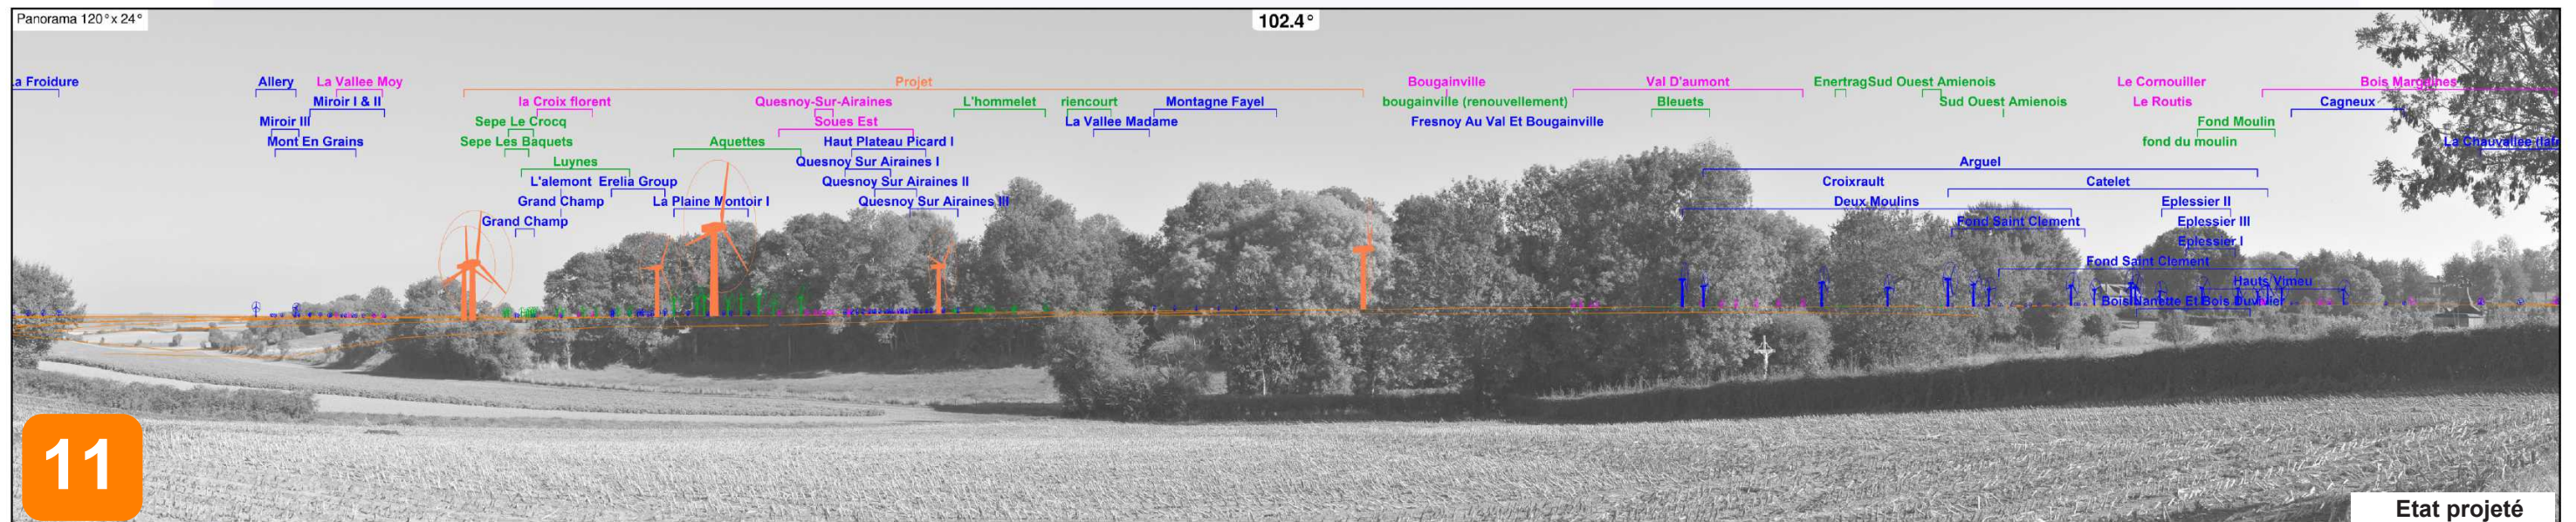 Panorama 120°x 24°
102.4°
a Froidure
Allery
La Vallee Moy
Projet
Bougainville
Val D'aumont
EnertragSud Ouest Amienois
Le Cornouiller
Bois Margaines
Miroir I & II
la Croix florent
Quesnoy-Sur-Airaines
L'hommelet
riencourt
Montagne Fayel
bougainville (renouvellement)
Bleuets
Sud Ouest Amienois
Le Routis
Cagneux
Miroir III
Sepe Le Crocq
Soues Est
La Vallee Madame
Fresnoy Au Val Et Bougainville
Fond Moulin
Mont En Grains
Sepe Les Baquets
Aquettes
Haut Plateau Picard I
fond du moulin
La Chauvallee
Luynes
Quesnoy Sur Airaines I
Arguel
L'alemont
Erelia Group
Quesnoy Sur Airaines II
Croixrault
Catelet
Grand Champ
La Plaine Montoir I
Quesnoy Sur Airaines III
Deux Moulins
Eplessier II
Grand Champ
Fond Saint Clement
Eplessier III
Eplessier I
Fond Saint Clement
Hauts Vimeu
Bois Nanette Et Bois Duvivier
11
Etat projeté